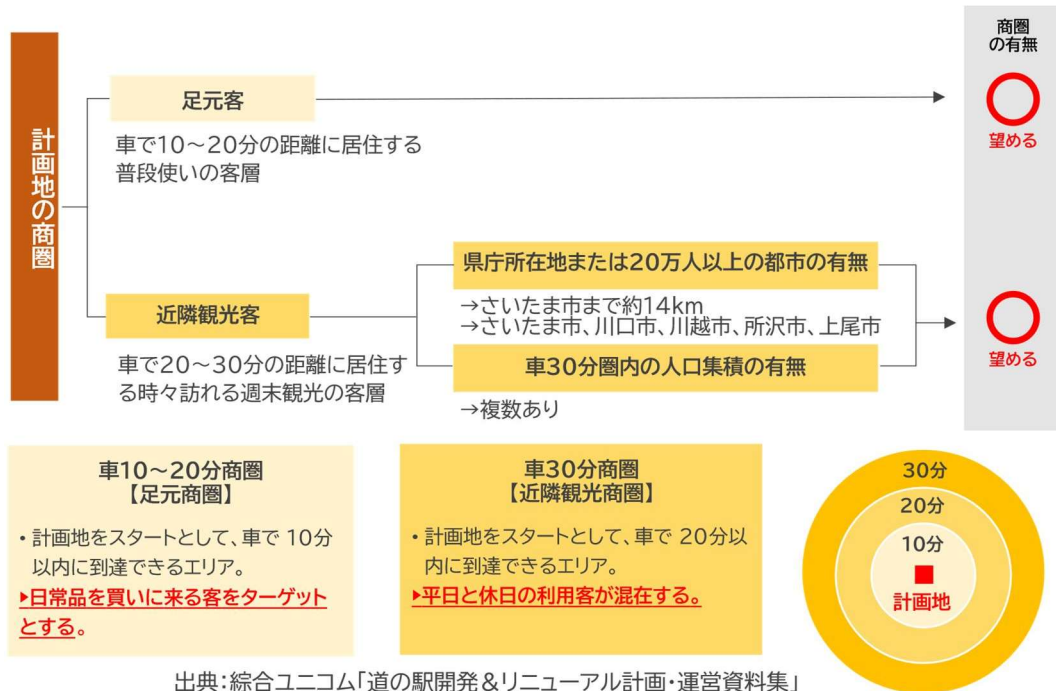 商圏
の有無
計画地の商圏
足元客
車で10～20分の距離に居住する
普段使いの客層
望める
近隣観光客
車で20～30分の距離に居住す
る時々訪れる週末観光の客層
県庁所在地または20万人以上の都市の有無
→さいたま市まで約14km
→さいたま市、川口市、川越市、所沢市、上尾市
車30分圏内の人口集積の有無
→複数あり
望める
車10～20分商圏
【足元商圏】
・計画地をスタートとして、車で 10分
以内に到達できるエリア。
▶日常品を買いに来る客をターゲット
とする。
車30分商圏
【近隣観光商圏】
・計画地をスタートとして、車で 20分以
内に到達できるエリア。
▶平日と休日の利用客が混在する。
30分
20分
10分
計画地
出典：綜合ユニコム「道の駅開発＆リニューアル計画・運営資料集」